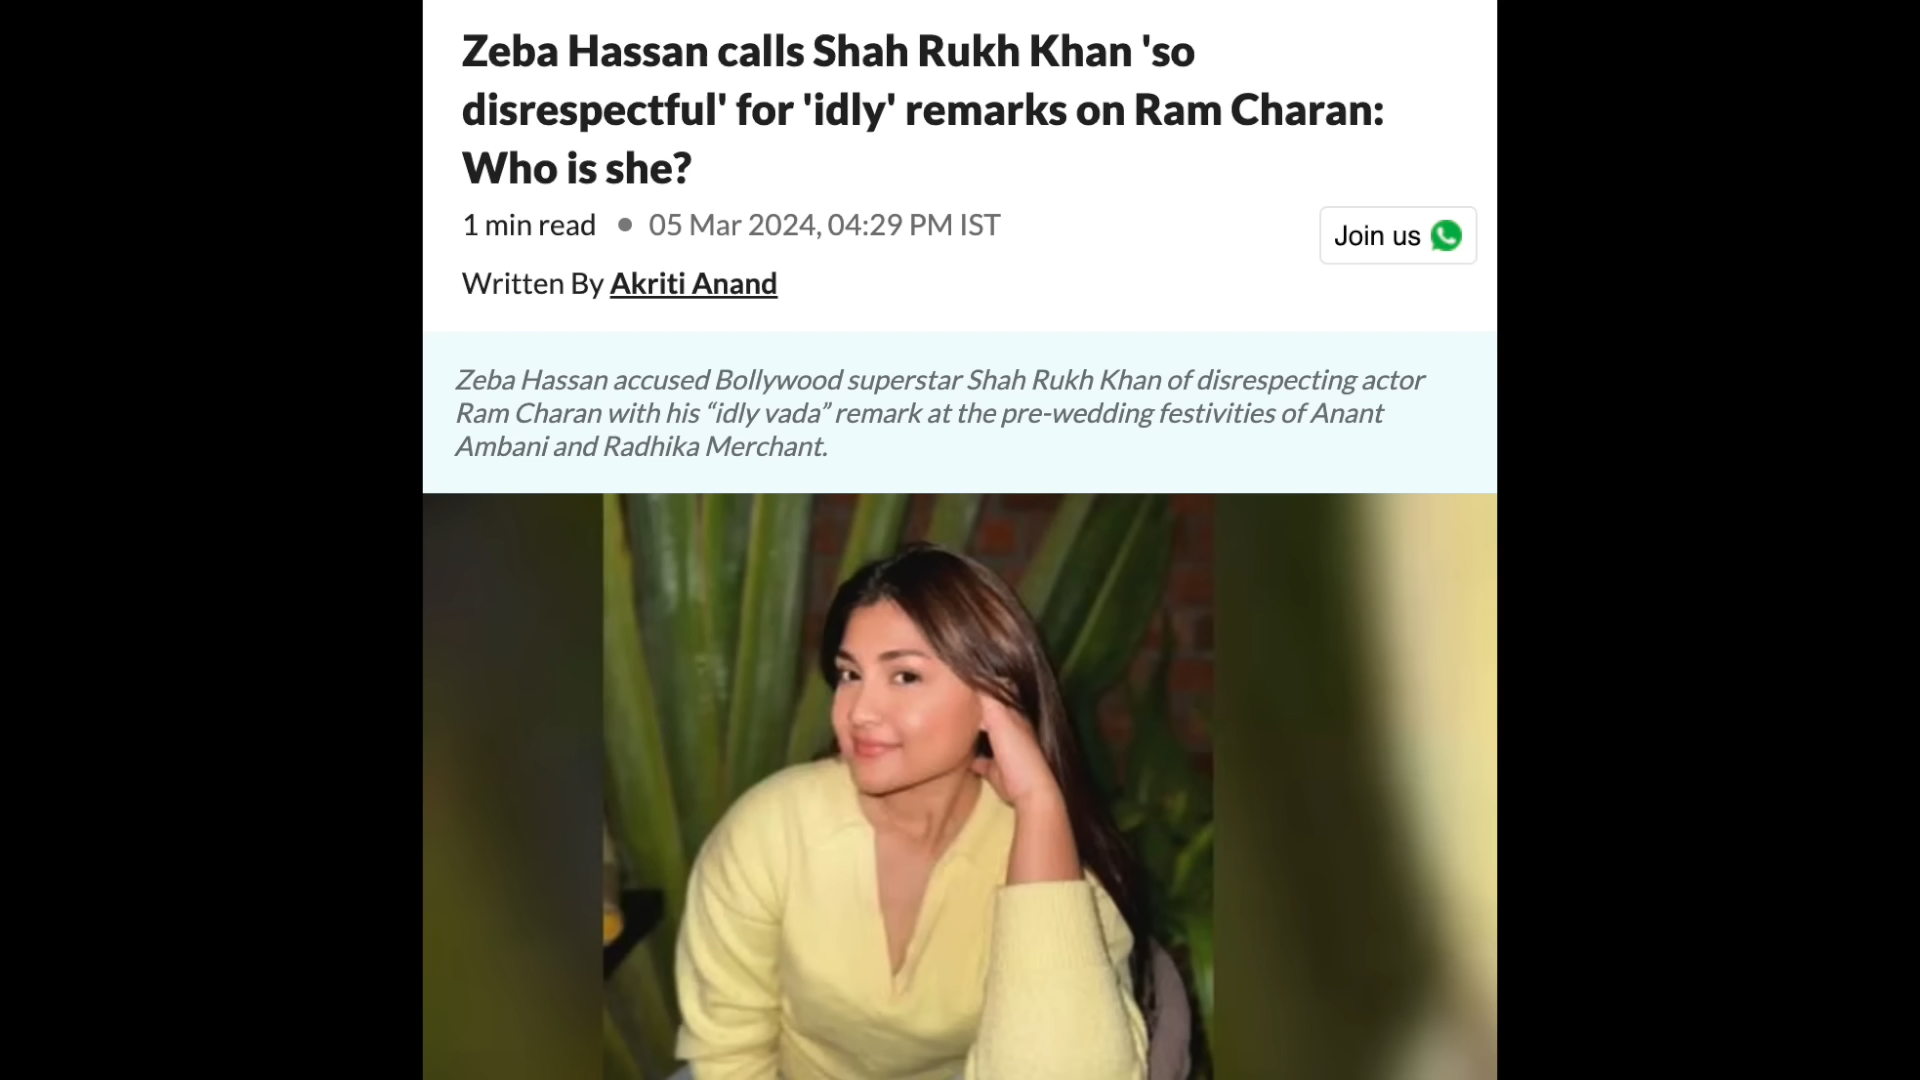 Zeba Hassan calls Shah Rukh Khan 'so
disrespectful' for 'idly' remarks on Ram Charan:
Who is she?
1 min read • 05 Mar 2024, 04:29 PM IST
Join us
Written By Akriti Anand
Zeba Hassan accused Bollywood superstar Shah Rukh Khan of disrespecting actor
Ram Charan with his “idly vada” remark at the pre-wedding festivities of Anant
Ambani and Radhika Merchant.